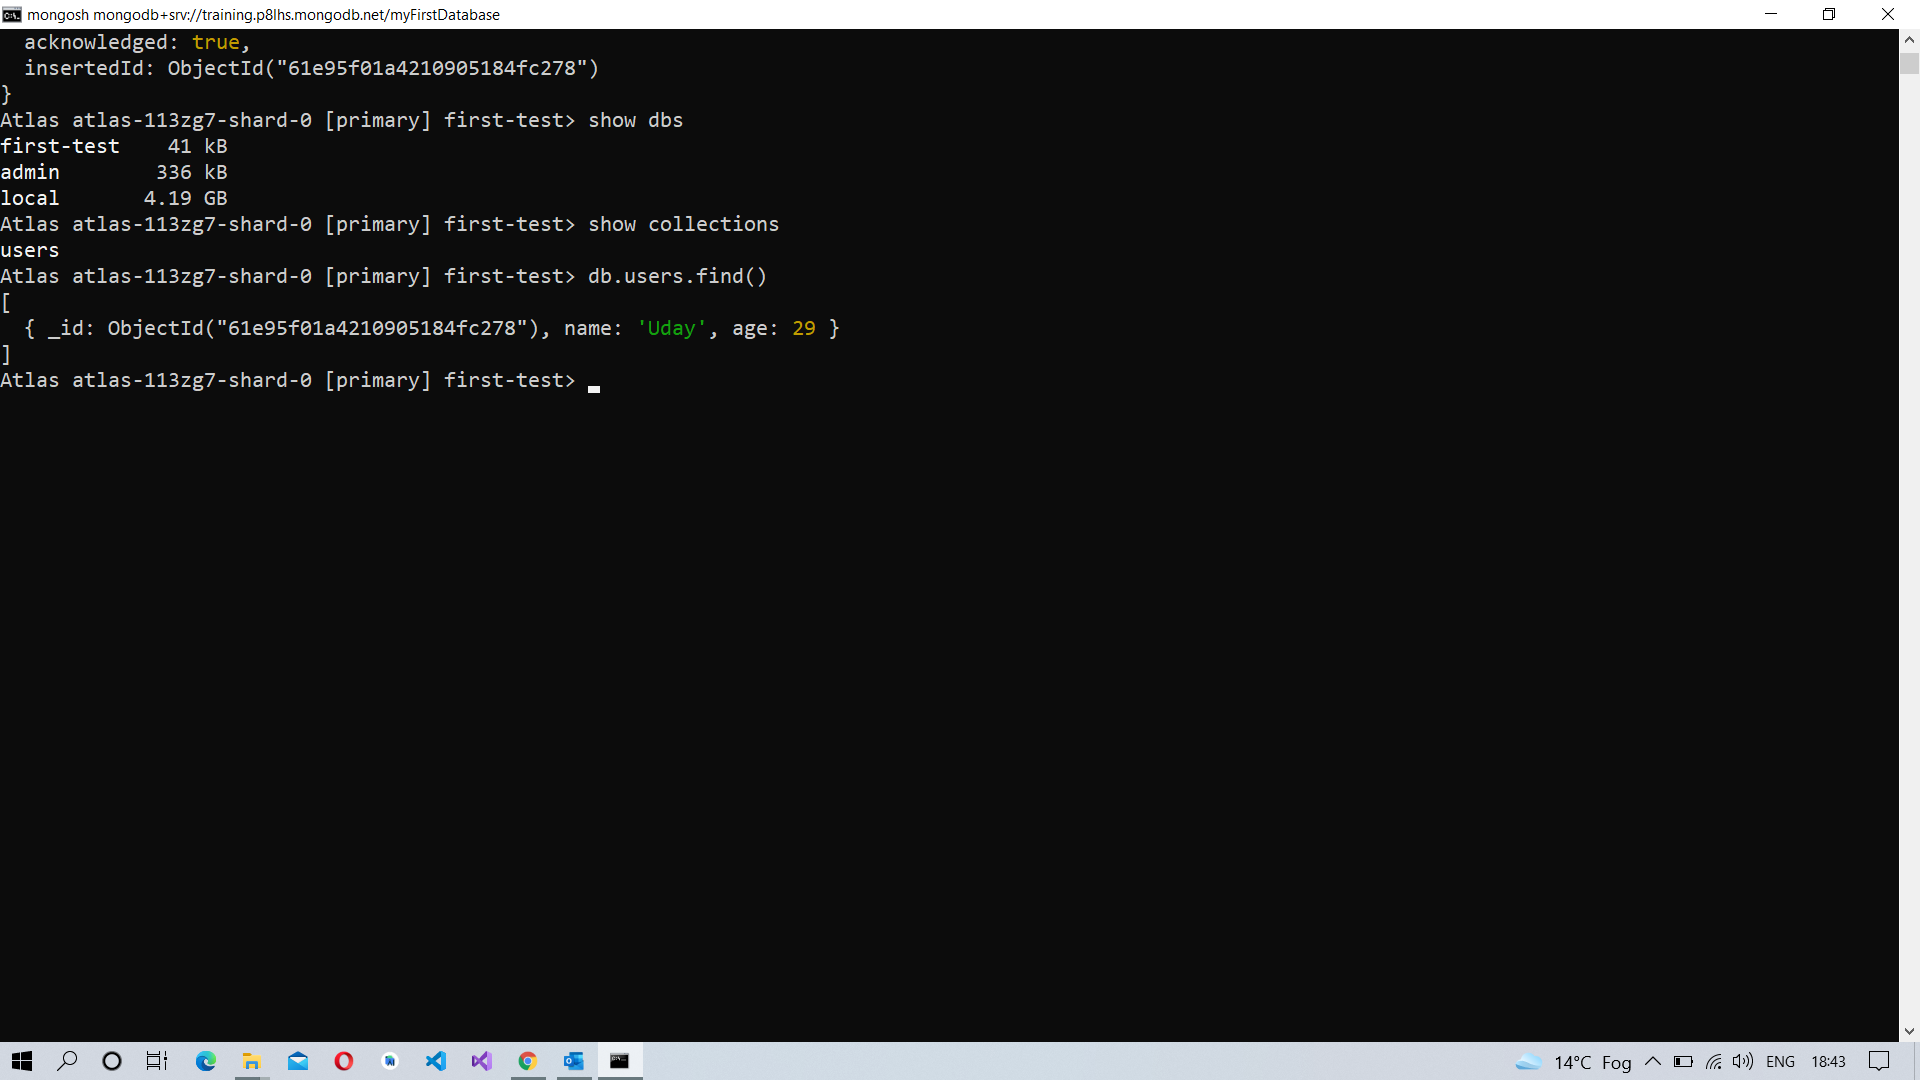 mongosh mongodb+srv://training.p8lhs.mongodb.net/myFirstDatabase
  acknowledged: true,
  insertedId: ObjectId("61e95f01a4210905184fc278")
}
Atlas atlas-113zg7-shard-0 [primary] first-test> show dbs
first-test    41 kB
admin        336 kB
local       4.19 GB
Atlas atlas-113zg7-shard-0 [primary] first-test> show collections
users
Atlas atlas-113zg7-shard-0 [primary] first-test> db.users.find()
[
  { _id: ObjectId("61e95f01a4210905184fc278"), name: 'Uday', age: 29 }
]
Atlas atlas-113zg7-shard-0 [primary] first-test>
14°C Fog ENG 18:43